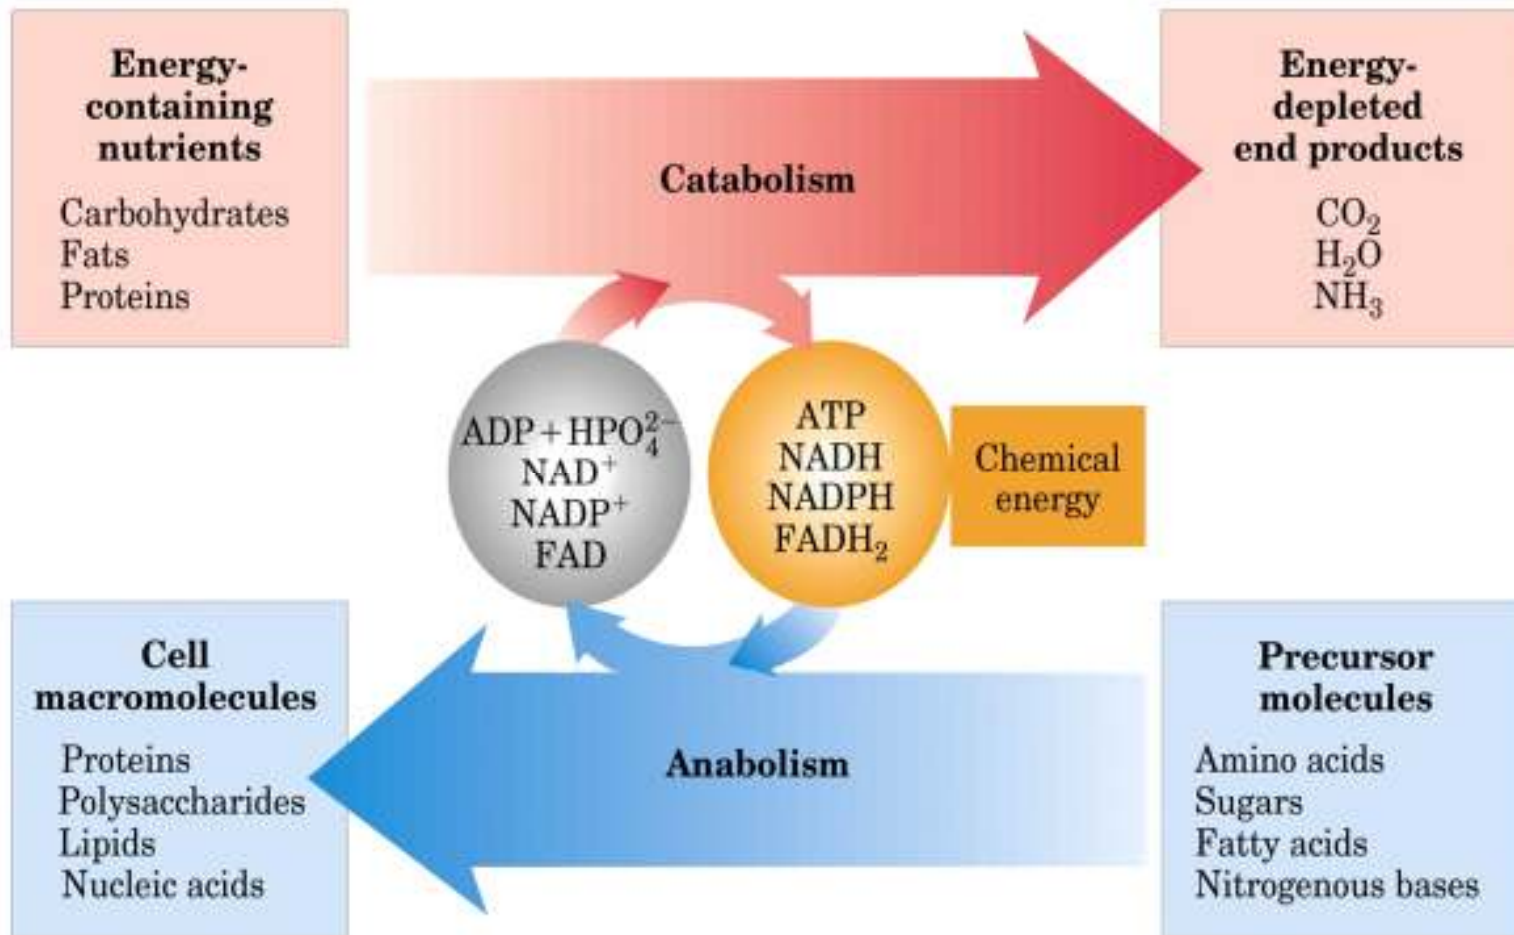 Energy-
containing
nutrients
Carbohydrates
Fats
Proteins
Catabolism
Energy-
depleted
end products
CO₂
H₂O
NH₃
ADP + HPO₄²⁻
NAD⁺
NADP⁺
FAD
ATP
NADH
NADPH
FADH₂
Chemical
energy
Cell
macromolecules
Proteins
Polysaccharides
Lipids
Nucleic acids
Anabolism
Precursor
molecules
Amino acids
Sugars
Fatty acids
Nitrogenous bases